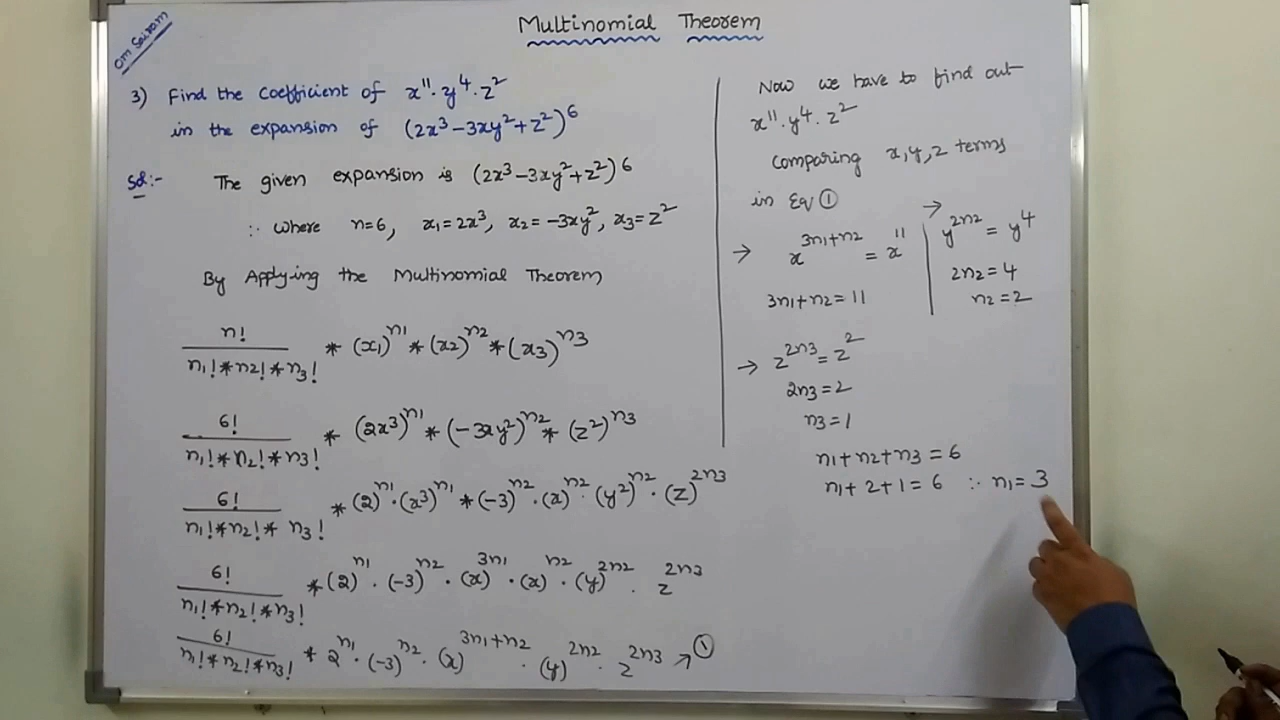 Om Sairam
Multinomial Theorem
3) Find the coefficient of x¹¹·y⁴·z²
in the expansion of (2x³-3xy²+z²)⁶
Sol:- The given expansion is (2x³-3xy²+z²)⁶
∴ where n=6, x₁=2x³, x₂=-3xy², x₃=z²
By Applying the Multinomial Theorem
n!/(n₁!*n₂!*n₃!) * (x₁)^n₁ * (x₂)^n₂ * (x₃)^n₃
6!/(n₁!*n₂!*n₃!) * (2x³)^n₁ * (-3xy²)^n₂ * (z²)^n₃
6!/(n₁!*n₂!*n₃!) * (2)^n₁·(x³)^n₁ * (-3)^n₂·(x)^n₂·(y²)^n₂·(z)^2n₃
6!/(n₁!*n₂!*n₃!) * (2)^n₁·(-3)^n₂·(x)^3n₁·(x)^n₂·(y)^2n₂·z^2n₃
6!/(n₁!*n₂!*n₃!) * 2^n₁·(-3)^n₂·(x)^(3n₁+n₂)·(y)^2n₂·z^2n₃ → ①
Now we have to find out
x¹¹·y⁴·z²
comparing x,y,z terms
in Eq ①
→ x^(3n₁+n₂) = x¹¹
3n₁+n₂=11
→ y^2n₂ = y⁴
2n₂=4
n₂=2
→ z^2n₃ = z²
2n₃=2
n₃=1
n₁+n₂+n₃=6
n₁+2+1=6 ∴ n₁=3